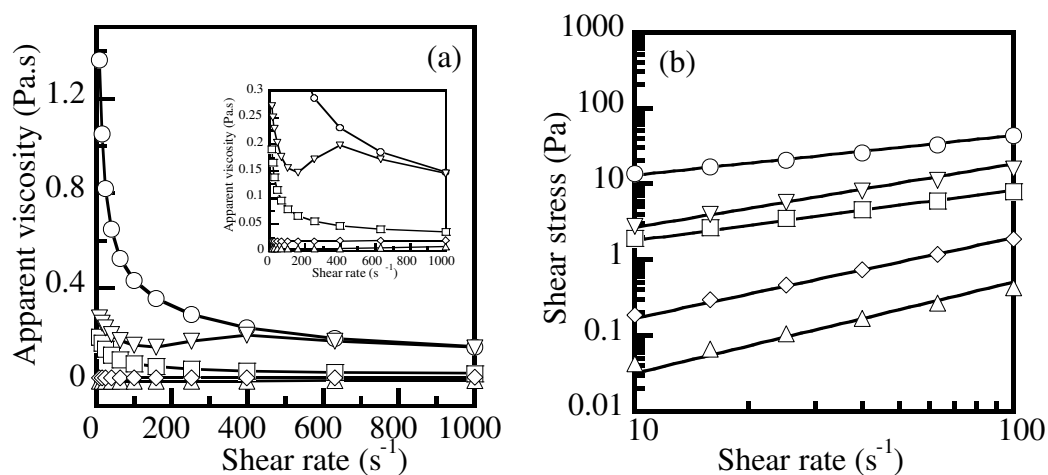 (a)
Apparent viscosity (Pa.s)
1.2
0.8
0.4
0
0 200 400 600 800 1000
Shear rate (s-1)
Apparent viscosity (Pa.s)
0.3
0.25
0.2
0.15
0.1
0.05
0
0 200 400 600 800 1000
Shear rate (s-1)
(b)
Shear stress (Pa)
1000
100
10
1
0.1
0.01
10 100
Shear rate (s-1)